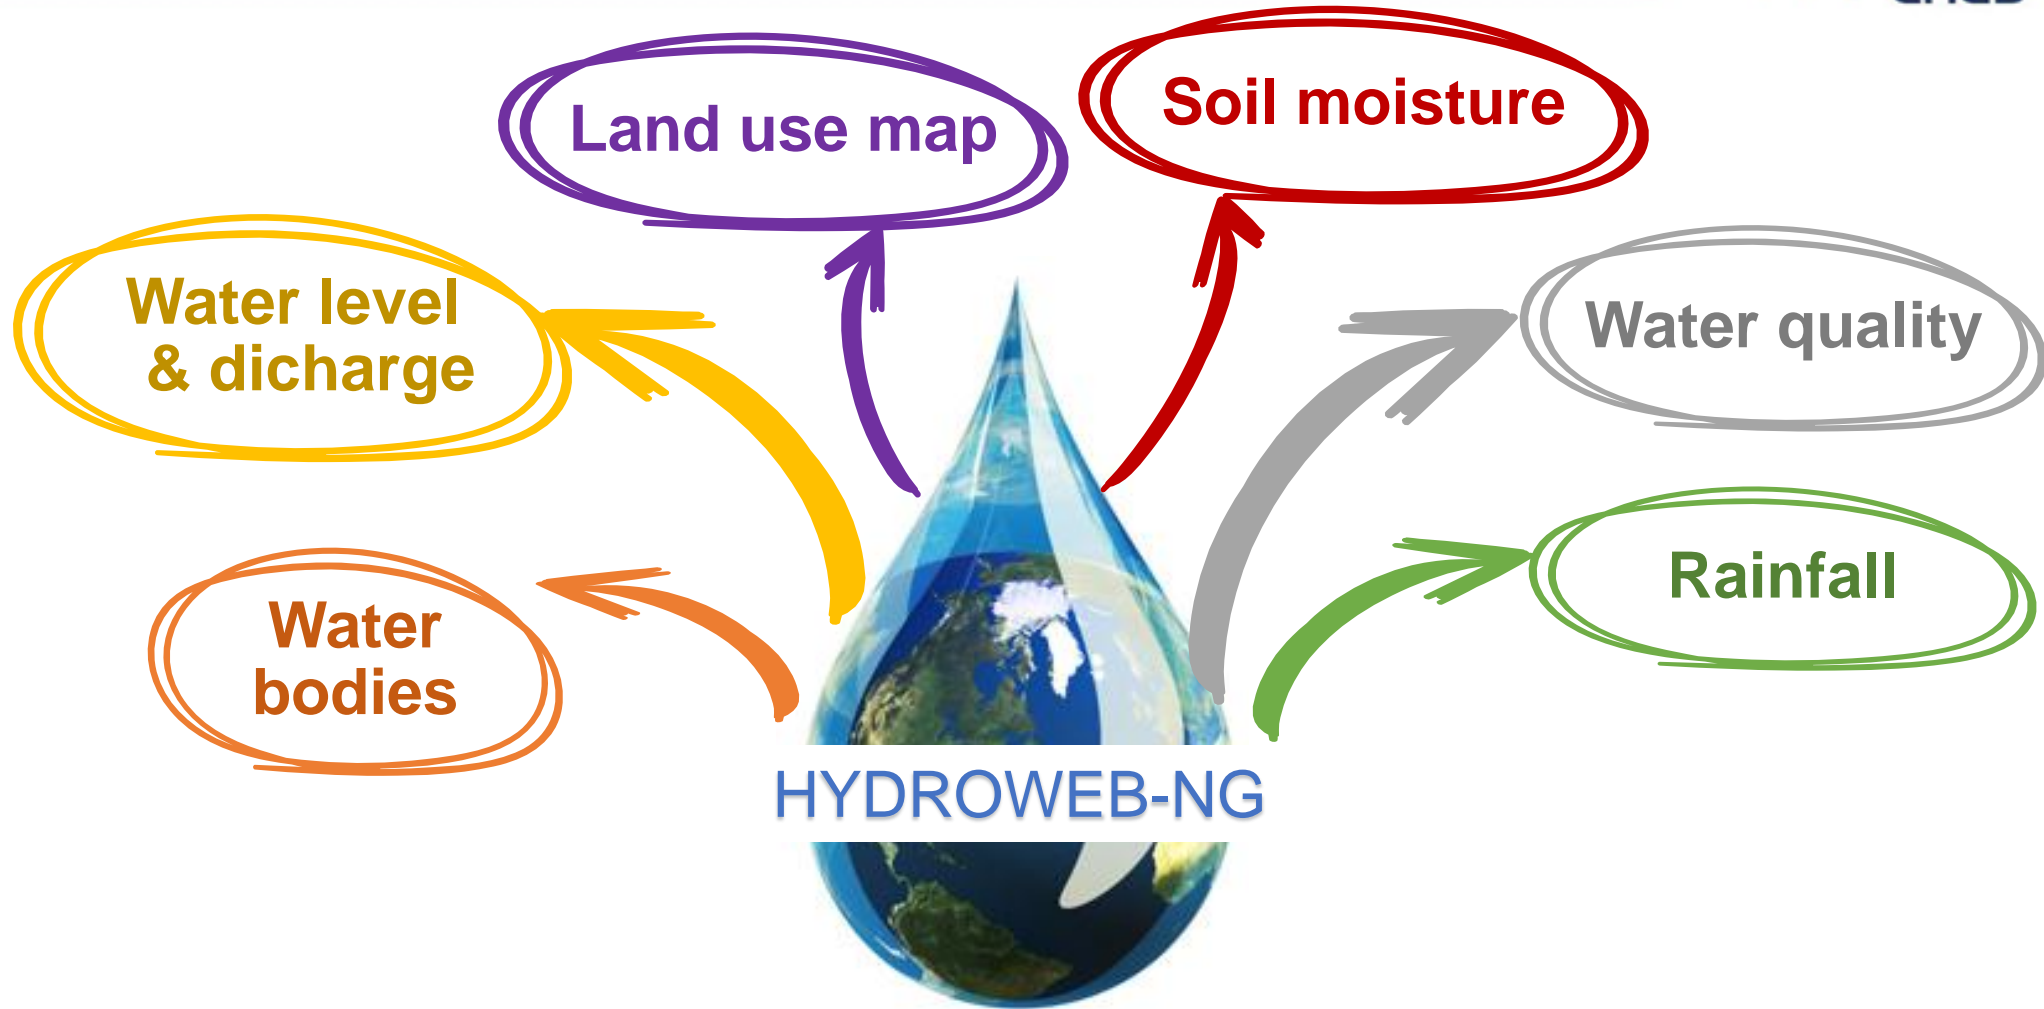 Land use map
Soil moisture
Water level
& dicharge
Water quality
Rainfall
Water
bodies
HYDROWEB-NG